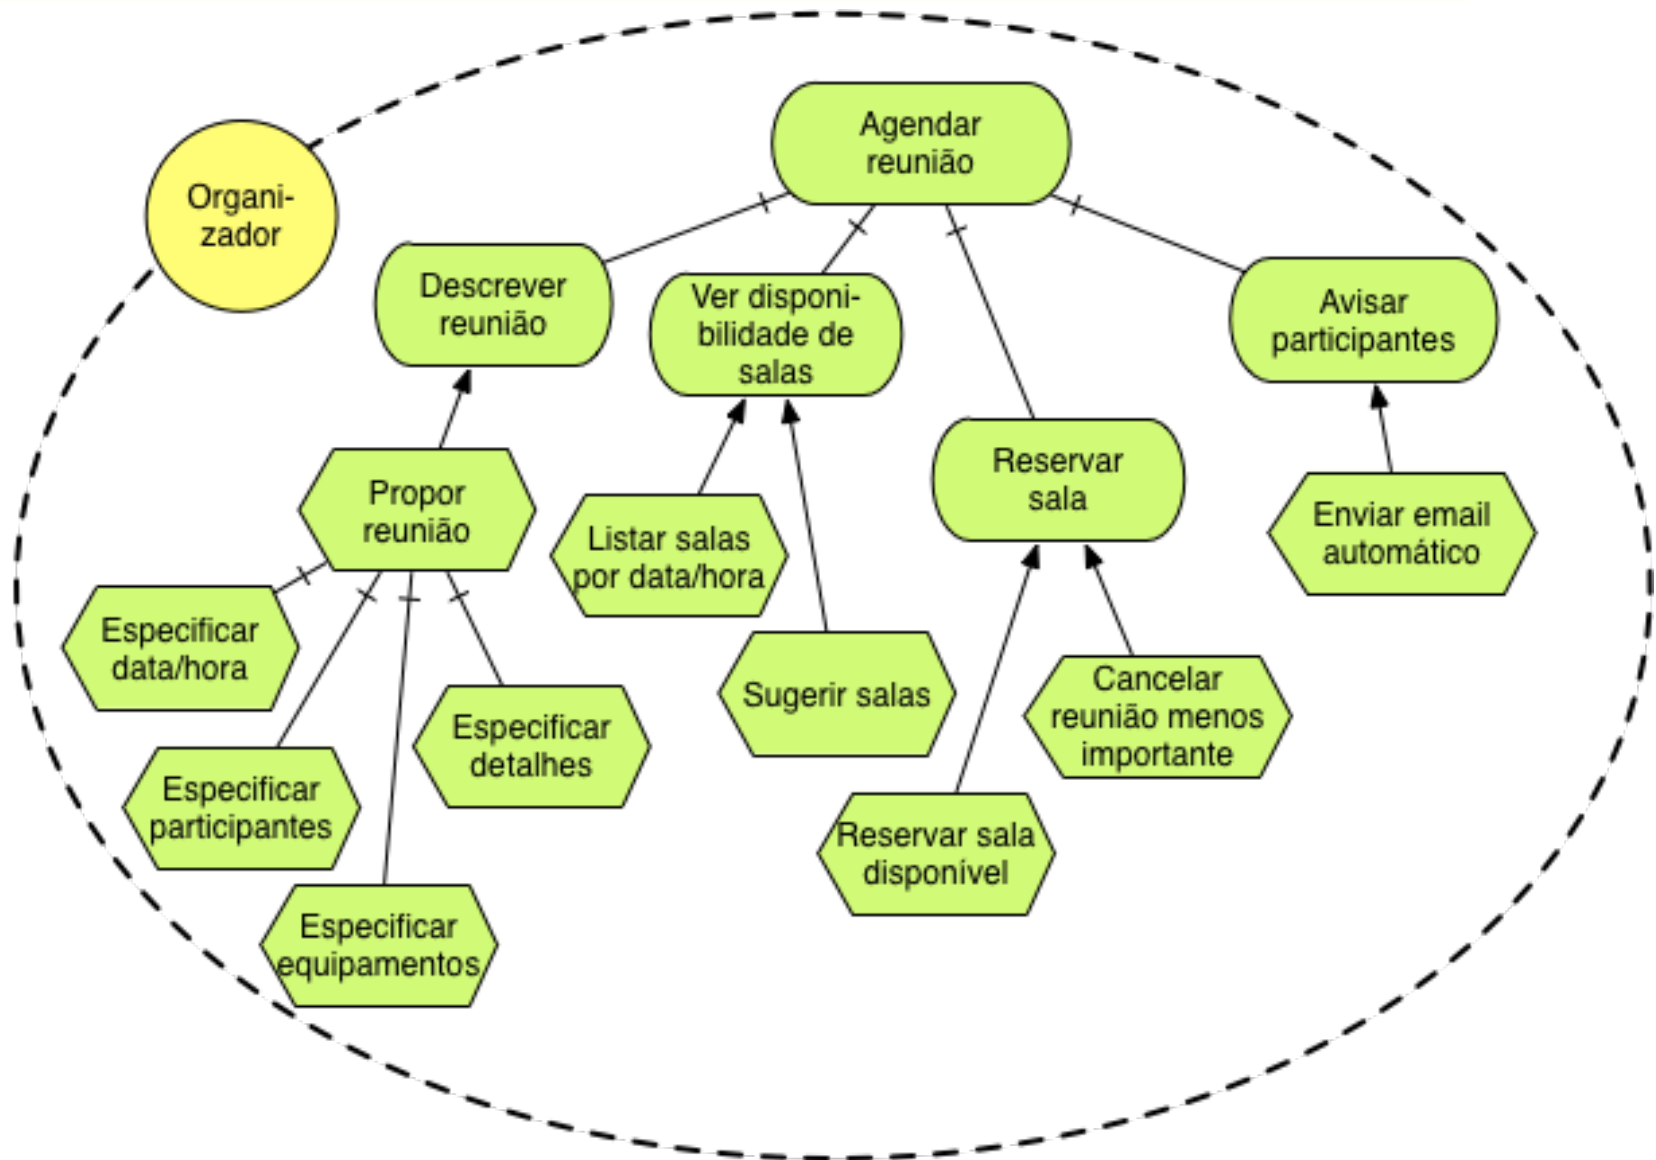 Agendar
reunião
Organi-
zador
Descrever
reunião
Ver disponi-
bilidade de
salas
Avisar
participantes
Propor
reunião
Listar salas
por data/hora
Reservar
sala
Enviar email
automático
Especificar
data/hora
Especificar
participantes
Especificar
equipamentos
Especificar
detalhes
Sugerir salas
Cancelar
reunião menos
importante
Reservar sala
disponível